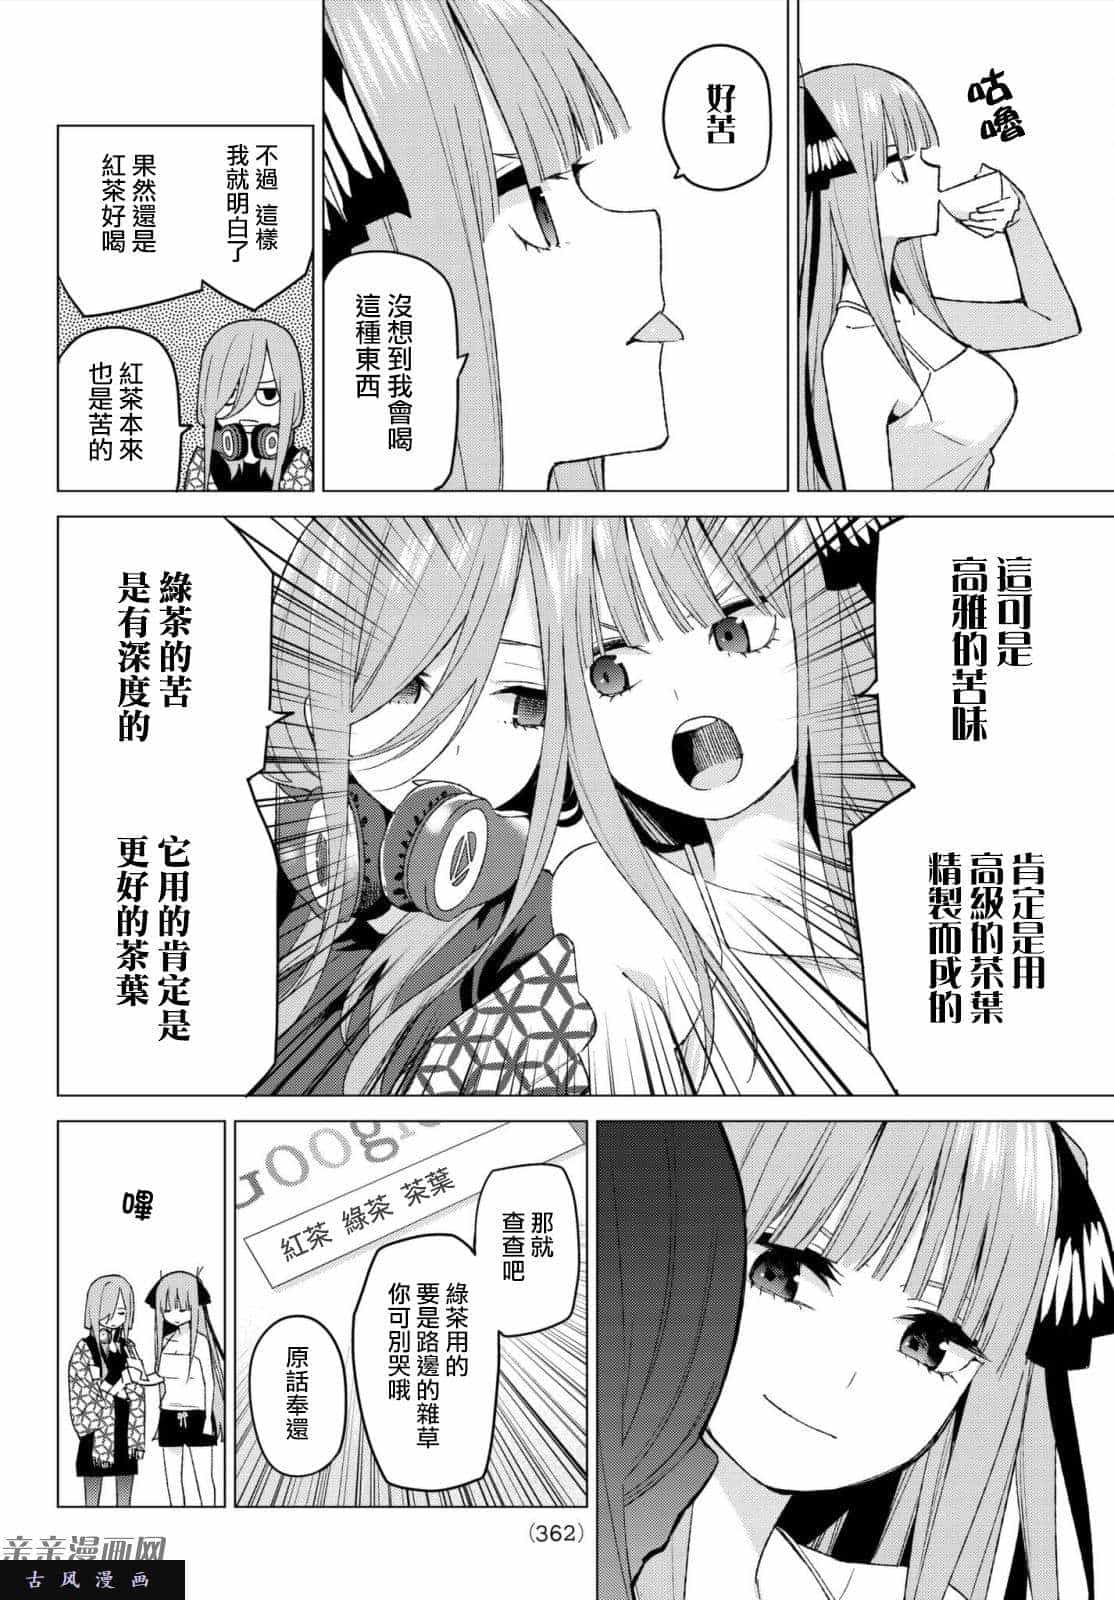 咕嚕
好苦
沒想到我會喝
這種東西
不過 這樣
我就明白了
果然還是
紅茶好喝
紅茶本來
也是苦的
這可是
高雅的苦味
肯定是用
高級的茶葉
精製而成的
綠茶的苦
是有深度的
它用的肯定是
更好的茶葉
那就
查查吧
綠茶用的
要是路邊的雜草
你可別哭哦
原話奉還
Google
紅茶 綠茶 茶葉
嗶
(362)
亲亲漫画网
古风漫画